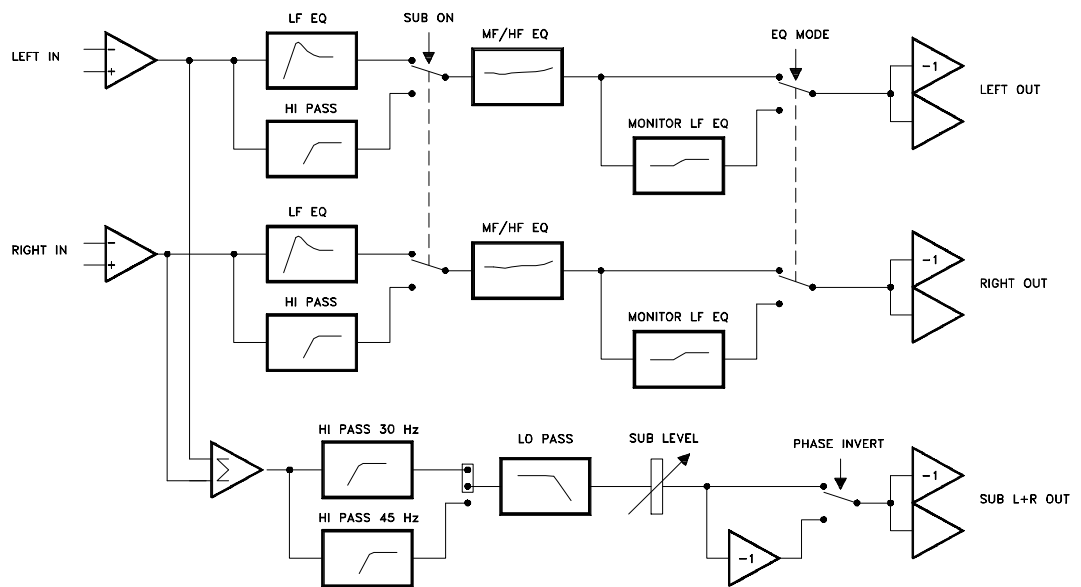 LF EQ
SUB ON
MF/HF EQ
EQ MODE
LEFT IN
-
+
-1
LEFT OUT
HI PASS
MONITOR LF EQ
LF EQ
MF/HF EQ
RIGHT IN
-
+
-1
RIGHT OUT
HI PASS
MONITOR LF EQ
HI PASS 30 Hz
LO PASS
SUB LEVEL
PHASE INVERT
Σ
-1
SUB L+R OUT
HI PASS 45 Hz
-1